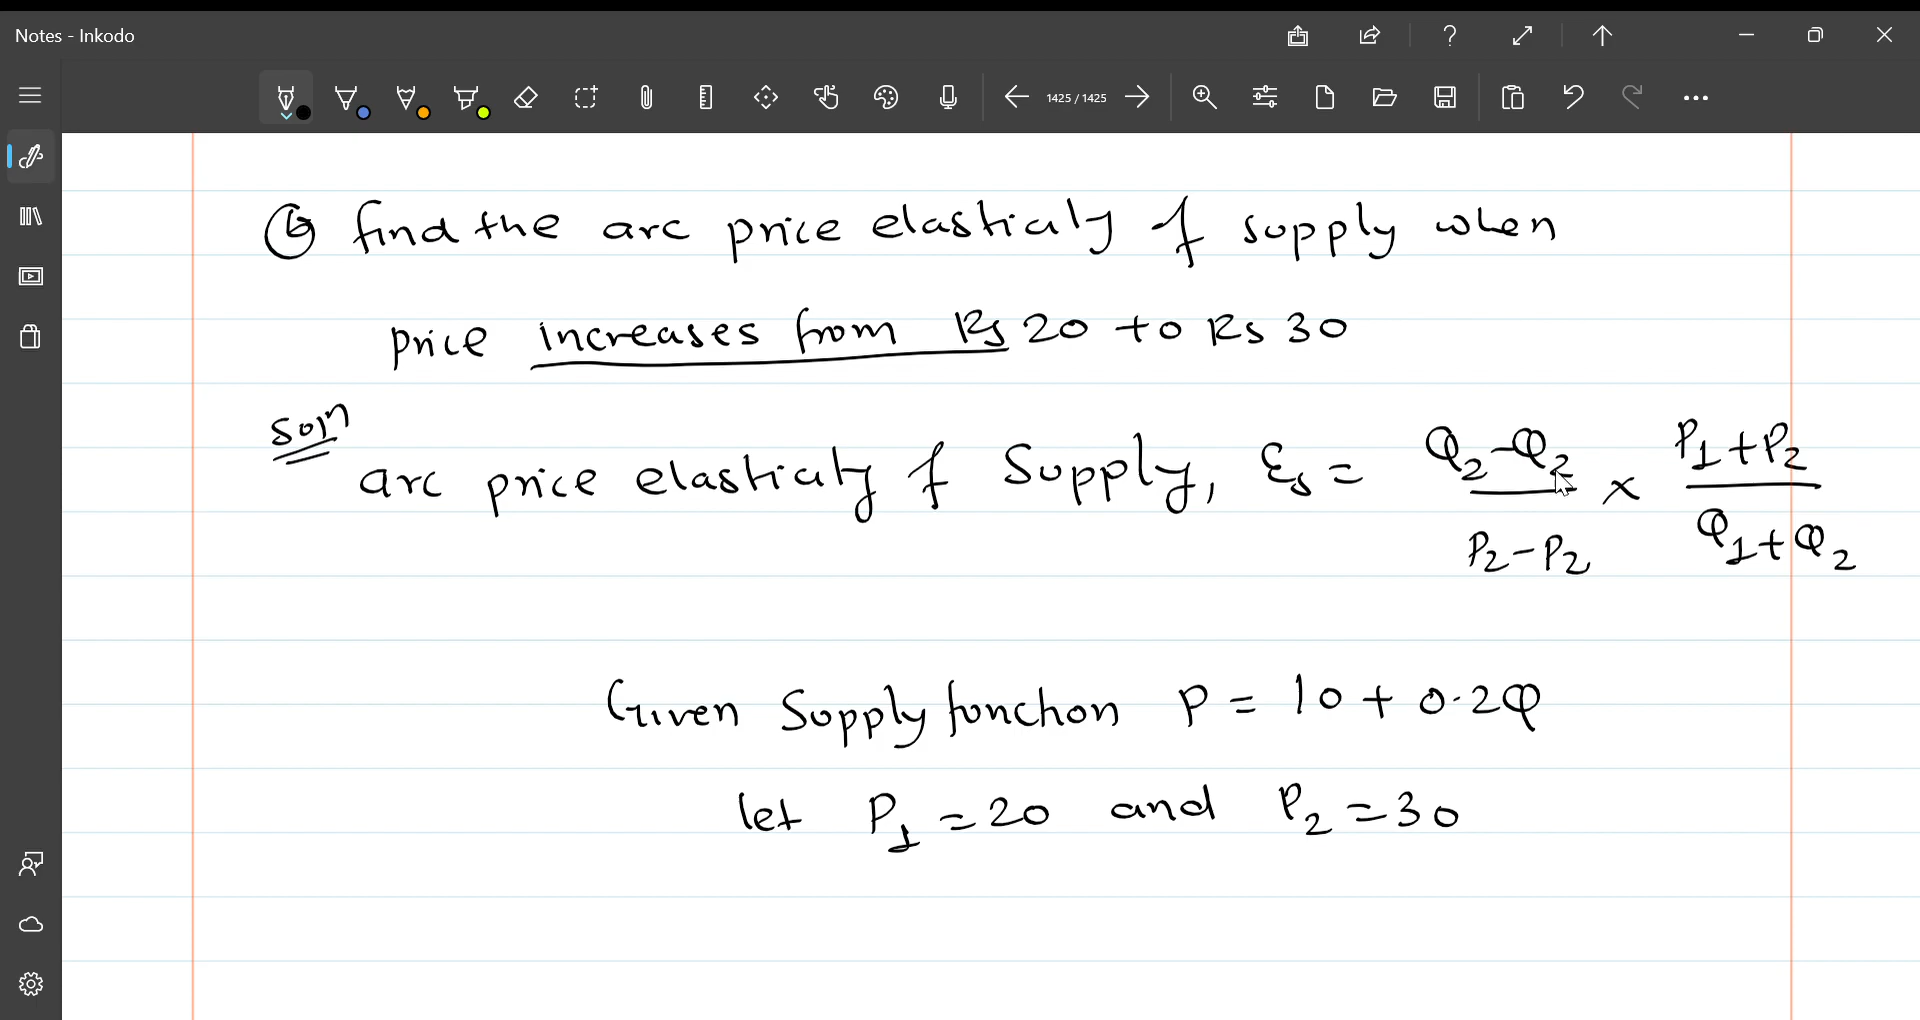 Notes - Inkodo
1425 / 1425
b find the arc price elasticity of supply when
price increases from Rs 20 to Rs 30
soln
arc price elasticity of Supply, Es = Q2-Q2 / P2-P2 × P1+P2 / Q1+Q2
Given Supply function P = 10 + 0.2Q
let P1 = 20 and P2 = 30